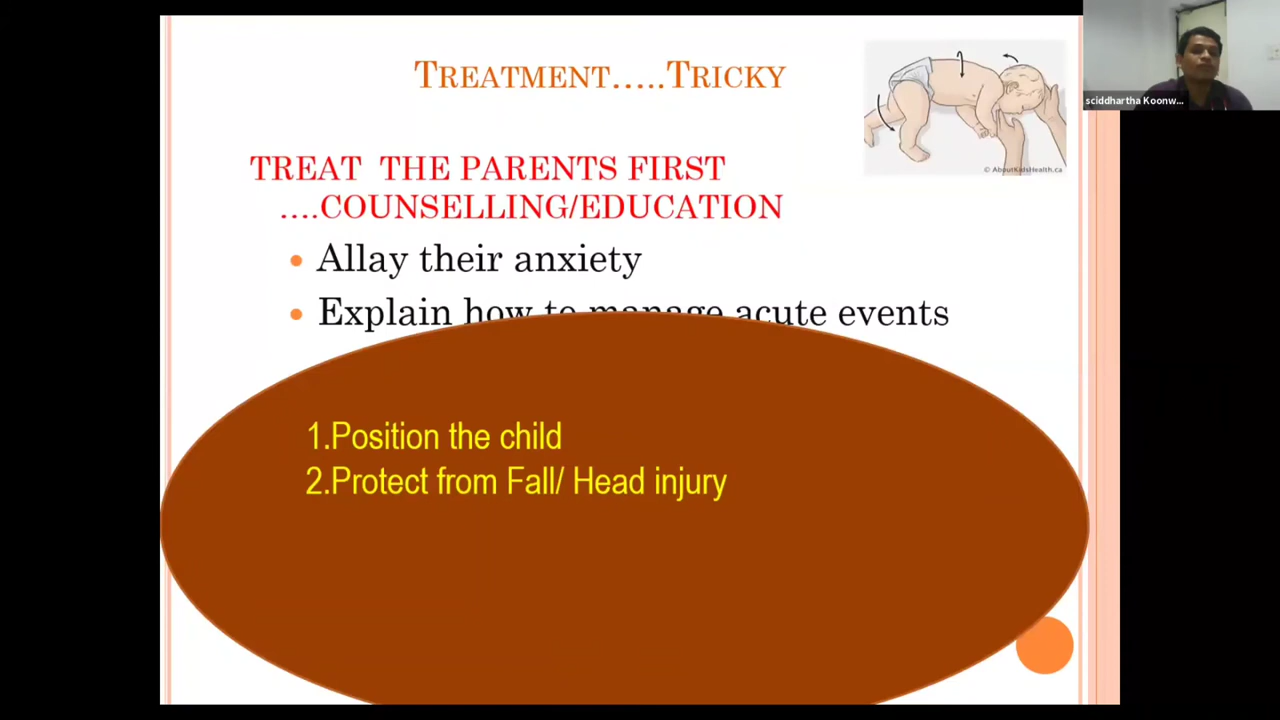 TREATMENT.....TRICKY
© AboutKidsHealth.ca
sciddhartha Koonw...
TREAT THE PARENTS FIRST
....COUNSELLING/EDUCATION
• Allay their anxiety
• Explain how to manage acute events
1.Position the child
2.Protect from Fall/ Head injury